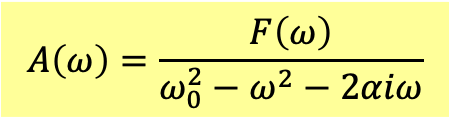 A(ω) = F(ω) / (ω₀² − ω² − 2αiω)